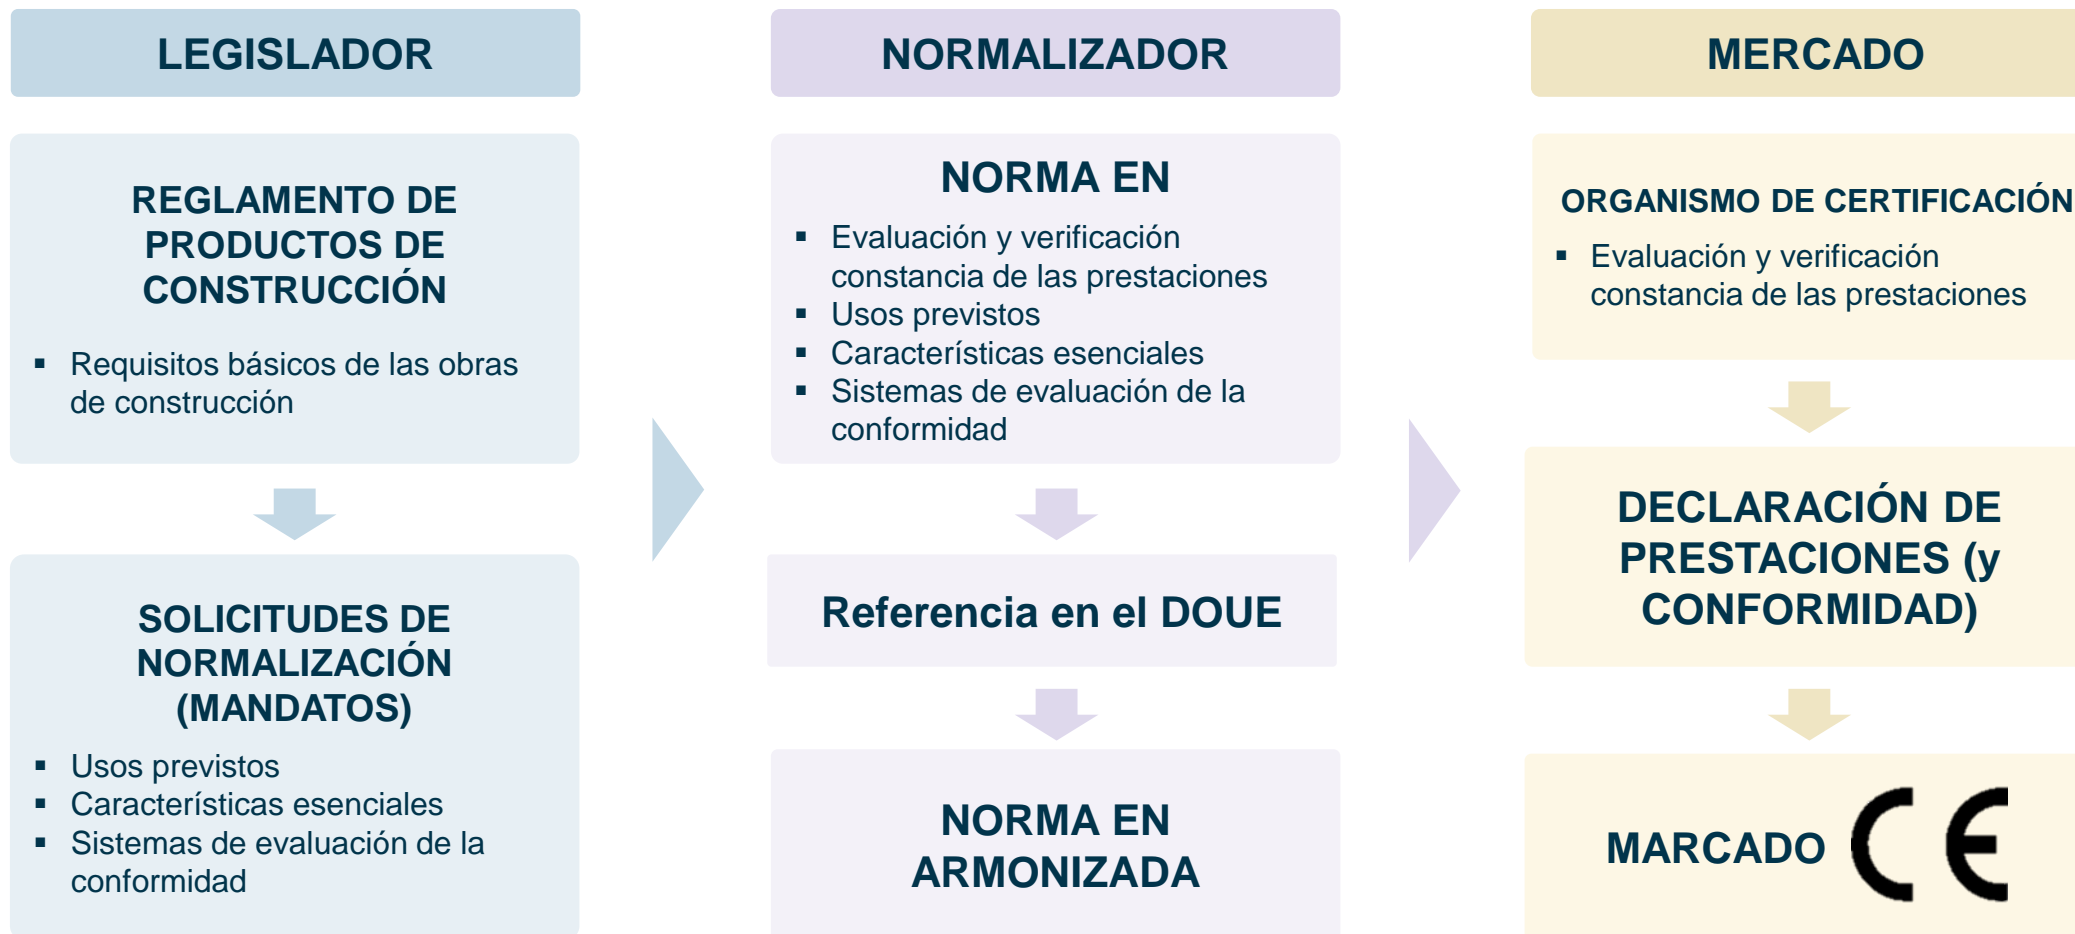 LEGISLADOR
REGLAMENTO DE
PRODUCTOS DE
CONSTRUCCIÓN
▪ Requisitos básicos de las obras
de construcción
SOLICITUDES DE
NORMALIZACIÓN
(MANDATOS)
▪ Usos previstos
▪ Características esenciales
▪ Sistemas de evaluación de la
conformidad
NORMALIZADOR
NORMA EN
▪ Evaluación y verificación
constancia de las prestaciones
▪ Usos previstos
▪ Características esenciales
▪ Sistemas de evaluación de la
conformidad
Referencia en el DOUE
NORMA EN
ARMONIZADA
MERCADO
ORGANISMO DE CERTIFICACIÓN
▪ Evaluación y verificación
constancia de las prestaciones
DECLARACIÓN DE
PRESTACIONES (y
CONFORMIDAD)
MARCADO CE